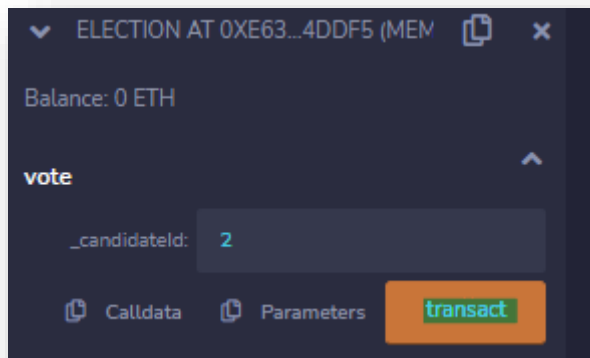 ELECTION AT 0XE63...4DDF5 (MEM
Balance: 0 ETH
vote
_candidateId: 2
Calldata Parameters transact